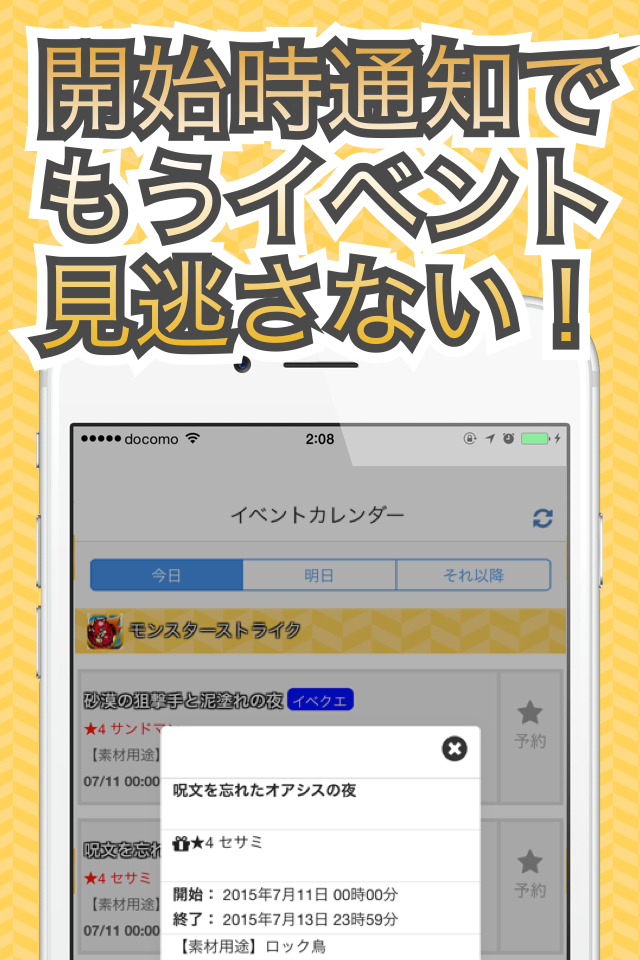 開始時通知で
もうイベント
見逃さない！
docomo 2:08
イベントカレンダー
今日 明日 それ以降
モンスターストライク
砂漠の狙撃手と泥塗れの夜 イベクエ
★4 サンドマン
【素材用途】
07/11 00:00
予約
呪文を忘れたオアシスの夜
★4 セサミ
開始： 2015年7月11日 00時00分
終了： 2015年7月13日 23時59分
【素材用途】ロック鳥
呪文を忘れ
★4 セサミ
【素材用途】
07/11 00:00
予約